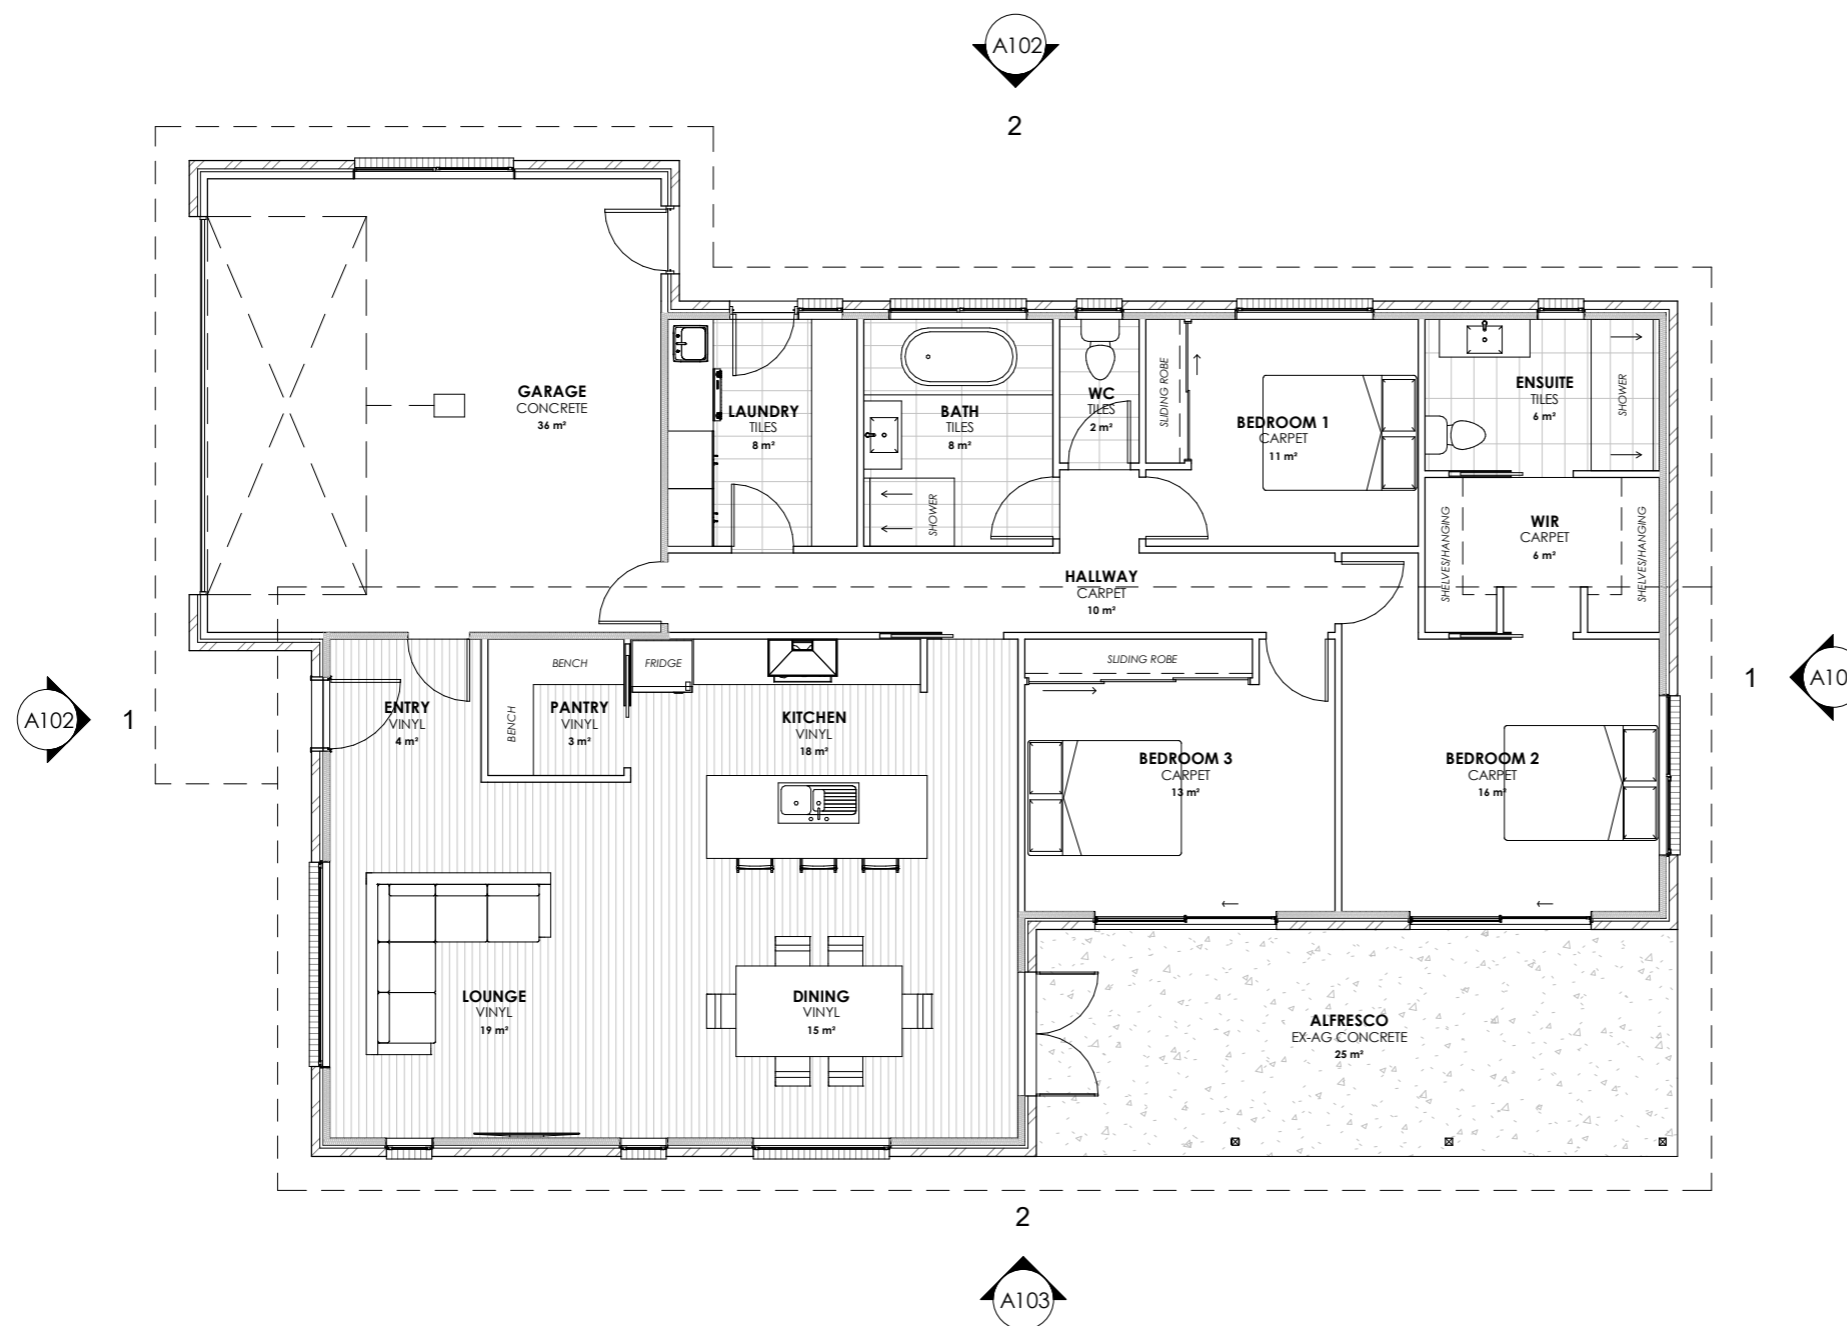 A102
2
GARAGE
CONCRETE
36 m²
LAUNDRY
TILES
8 m²
BATH
TILES
8 m²
SHOWER
WC
TILES
2 m²
SLIDING ROBE
BEDROOM 1
CARPET
11 m²
ENSUITE
TILES
6 m²
SHOWER
SHELVES/HANGING
WIR
CARPET
6 m²
SHELVES/HANGING
HALLWAY
CARPET
10 m²
A102
1
ENTRY
VINYL
4 m²
BENCH
BENCH
PANTRY
VINYL
3 m²
FRIDGE
KITCHEN
VINYL
18 m²
SLIDING ROBE
BEDROOM 3
CARPET
13 m²
BEDROOM 2
CARPET
16 m²
1
A10
LOUNGE
VINYL
19 m²
DINING
VINYL
15 m²
ALFRESCO
EX-AG CONCRETE
25 m²
2
A103